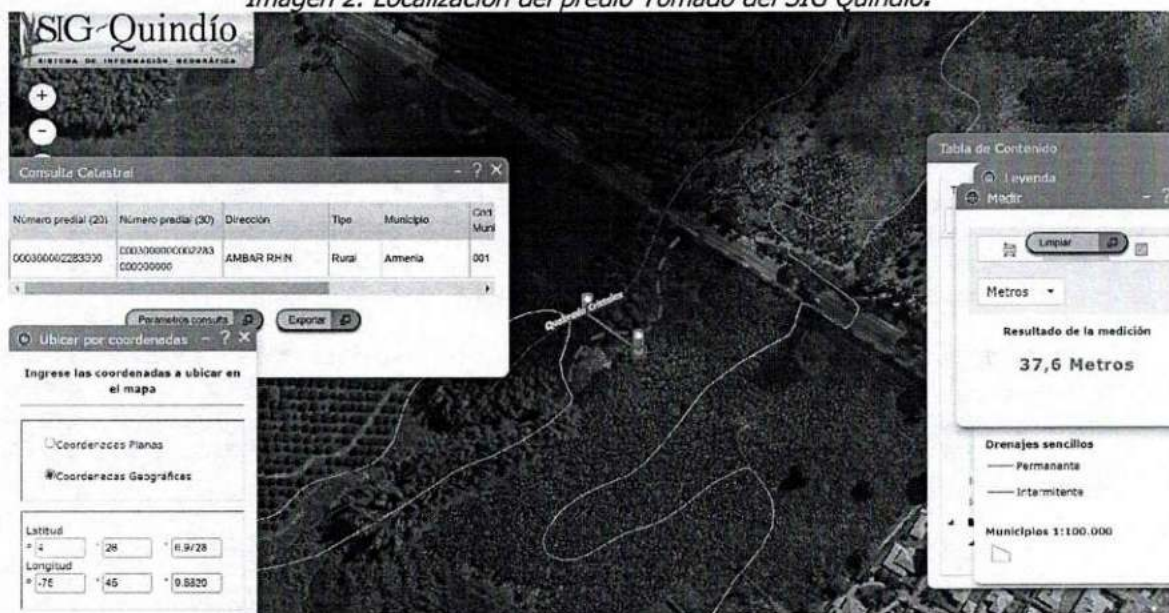 Imagen 2. Localización del predio Tomado del SIG Quindío.
SIG-Quindío
SISTEMA DE INFORMACIÓN GEOGRÁFICA
+
−
Consulta Catastral − ? ×
Número predial (20) Número predial (30) Dirección Tipo Municipio Cod Muni
AMBAR RHIN Rural Armenia 001
Parámetros consulta Exportar
Ubicar por coordenadas − ? ×
Ingrese las coordenadas a ubicar en
el mapa
Coordenadas Planas
Coordenadas Geográficas
Latitud
° 4 ' 28
Longitud
° -75 ' 45
Quebrada Cristales
Tabla de Contenido
Leyenda
Medir −
Limpiar
Metros
Resultado de la medición
37,6 Metros
Drenajes sencillos
Permanente
Intermitente
Municipios 1:100.000